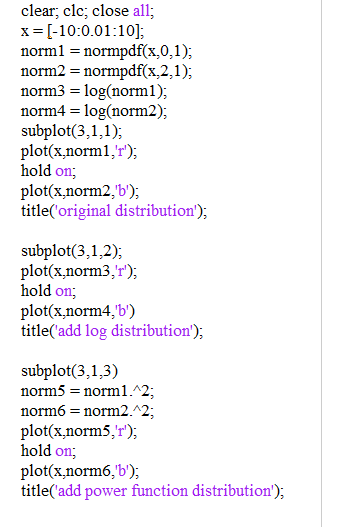 clear; clc; close all;
x = [-10:0.01:10];
norm1 = normpdf(x,0,1);
norm2 = normpdf(x,2,1);
norm3 = log(norm1);
norm4 = log(norm2);
subplot(3,1,1);
plot(x,norm1,'r');
hold on;
plot(x,norm2,'b');
title('original distribution');
subplot(3,1,2);
plot(x,norm3,'r');
hold on;
plot(x,norm4,'b')
title('add log distribution');
subplot(3,1,3)
norm5 = norm1.^2;
norm6 = norm2.^2;
plot(x,norm5,'r');
hold on;
plot(x,norm6,'b');
title('add power function distribution');